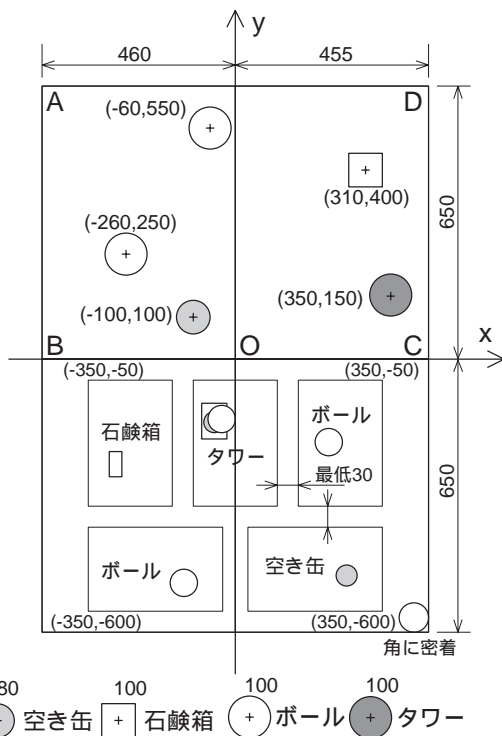 y
460 455
A D
(-60,550)
(310,400)
(-260,250)
650
(350,150)
(-100,100)
B O C x
(-350,-50) (350,-50)
ボール
石鹸箱
タワー
最低30
650
ボール 空き缶
(-350,-600) (350,-600)
角に密着
80 100 100 100
空き缶 石鹸箱 ボール タワー